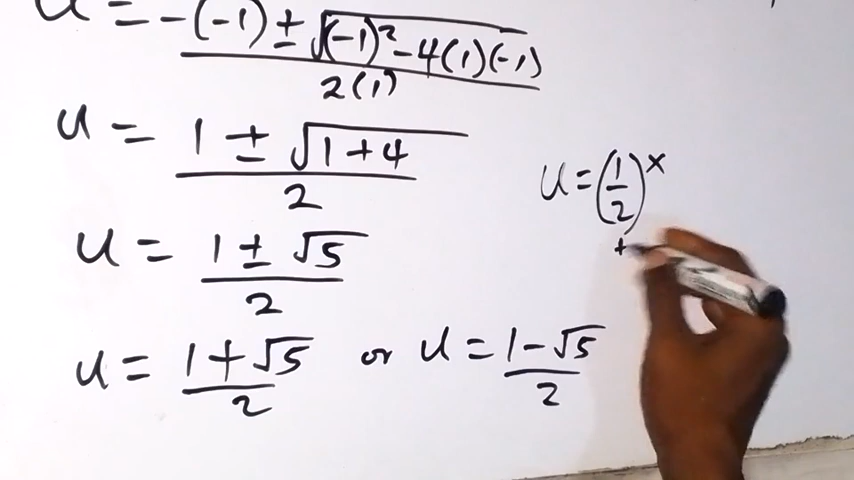 u = -(-1) ± √(-1)² - 4(1)(-1) / 2(1)
u = 1 ± √1+4 / 2
u = (1/2)^x
+
u = 1 ± √5 / 2
u = 1+√5 / 2 or u = 1-√5 / 2